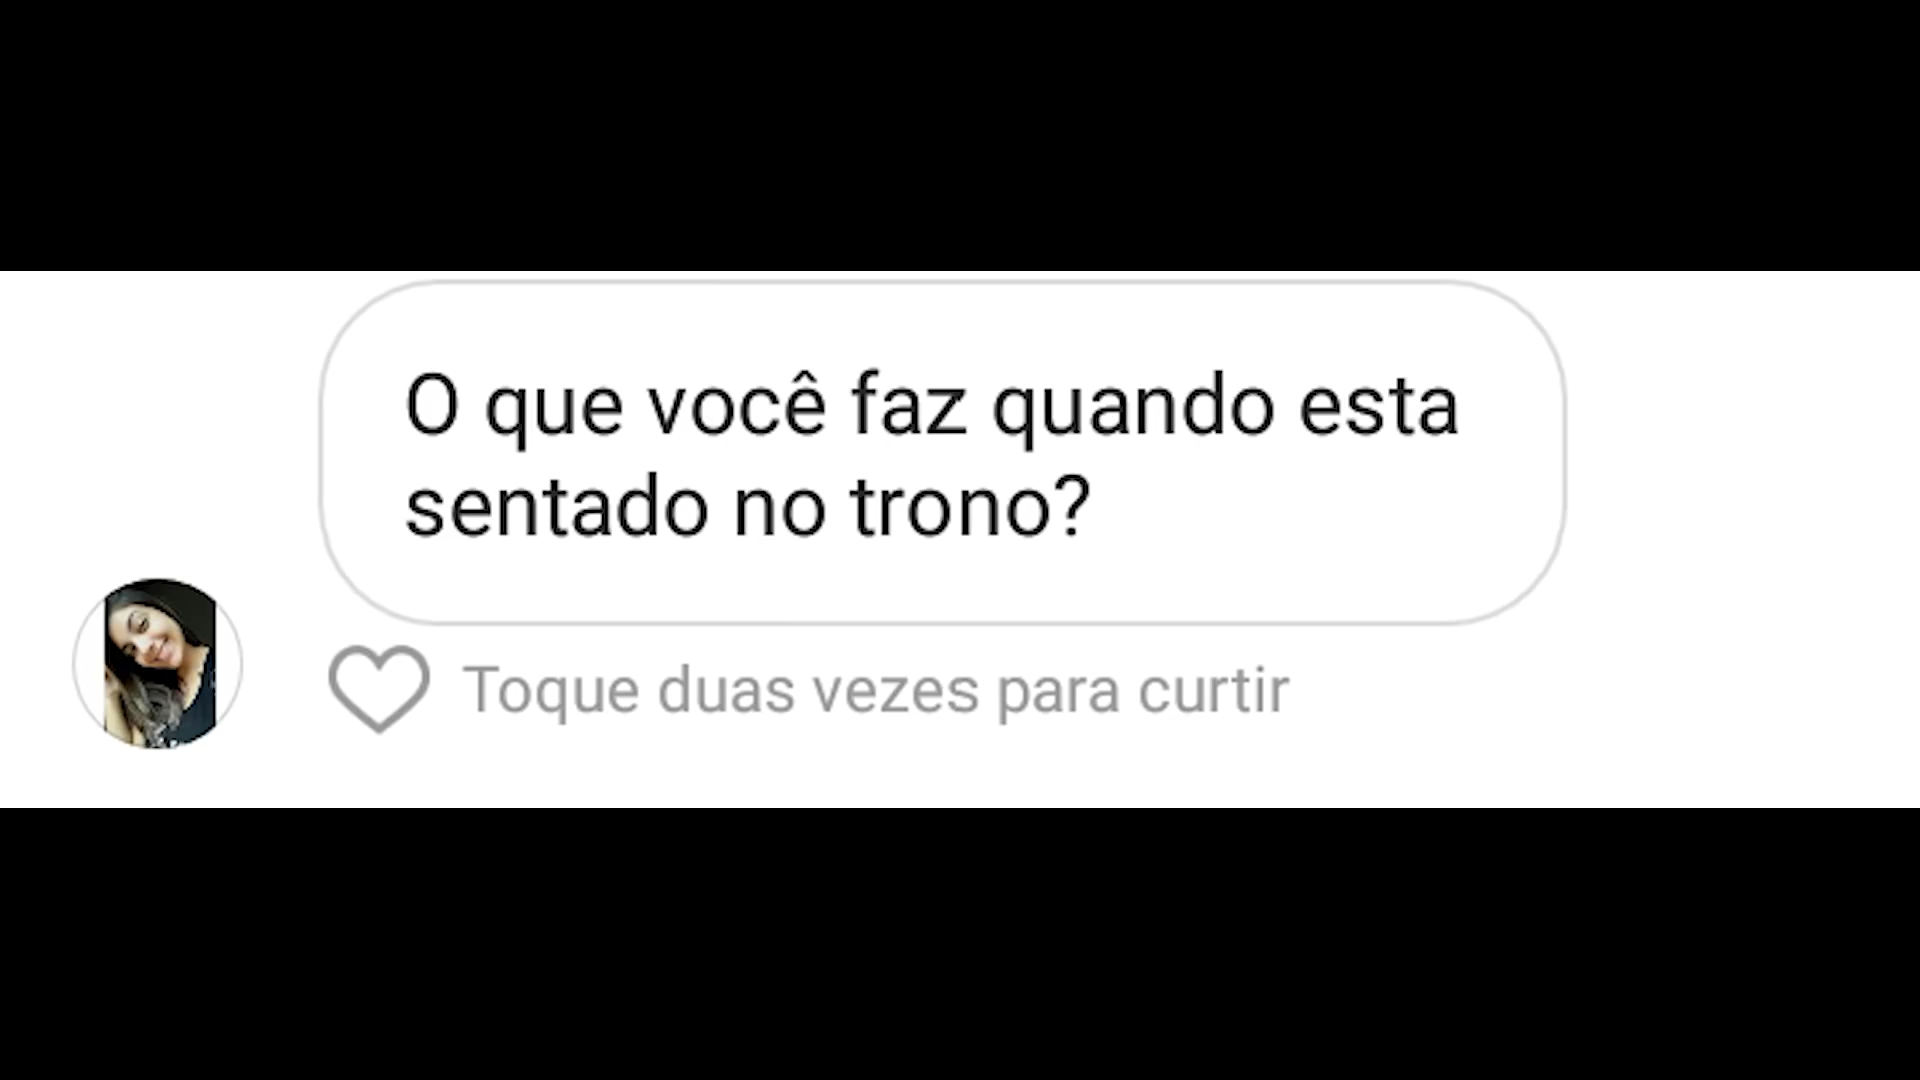 O que você faz quando esta
sentado no trono?
Toque duas vezes para curtir